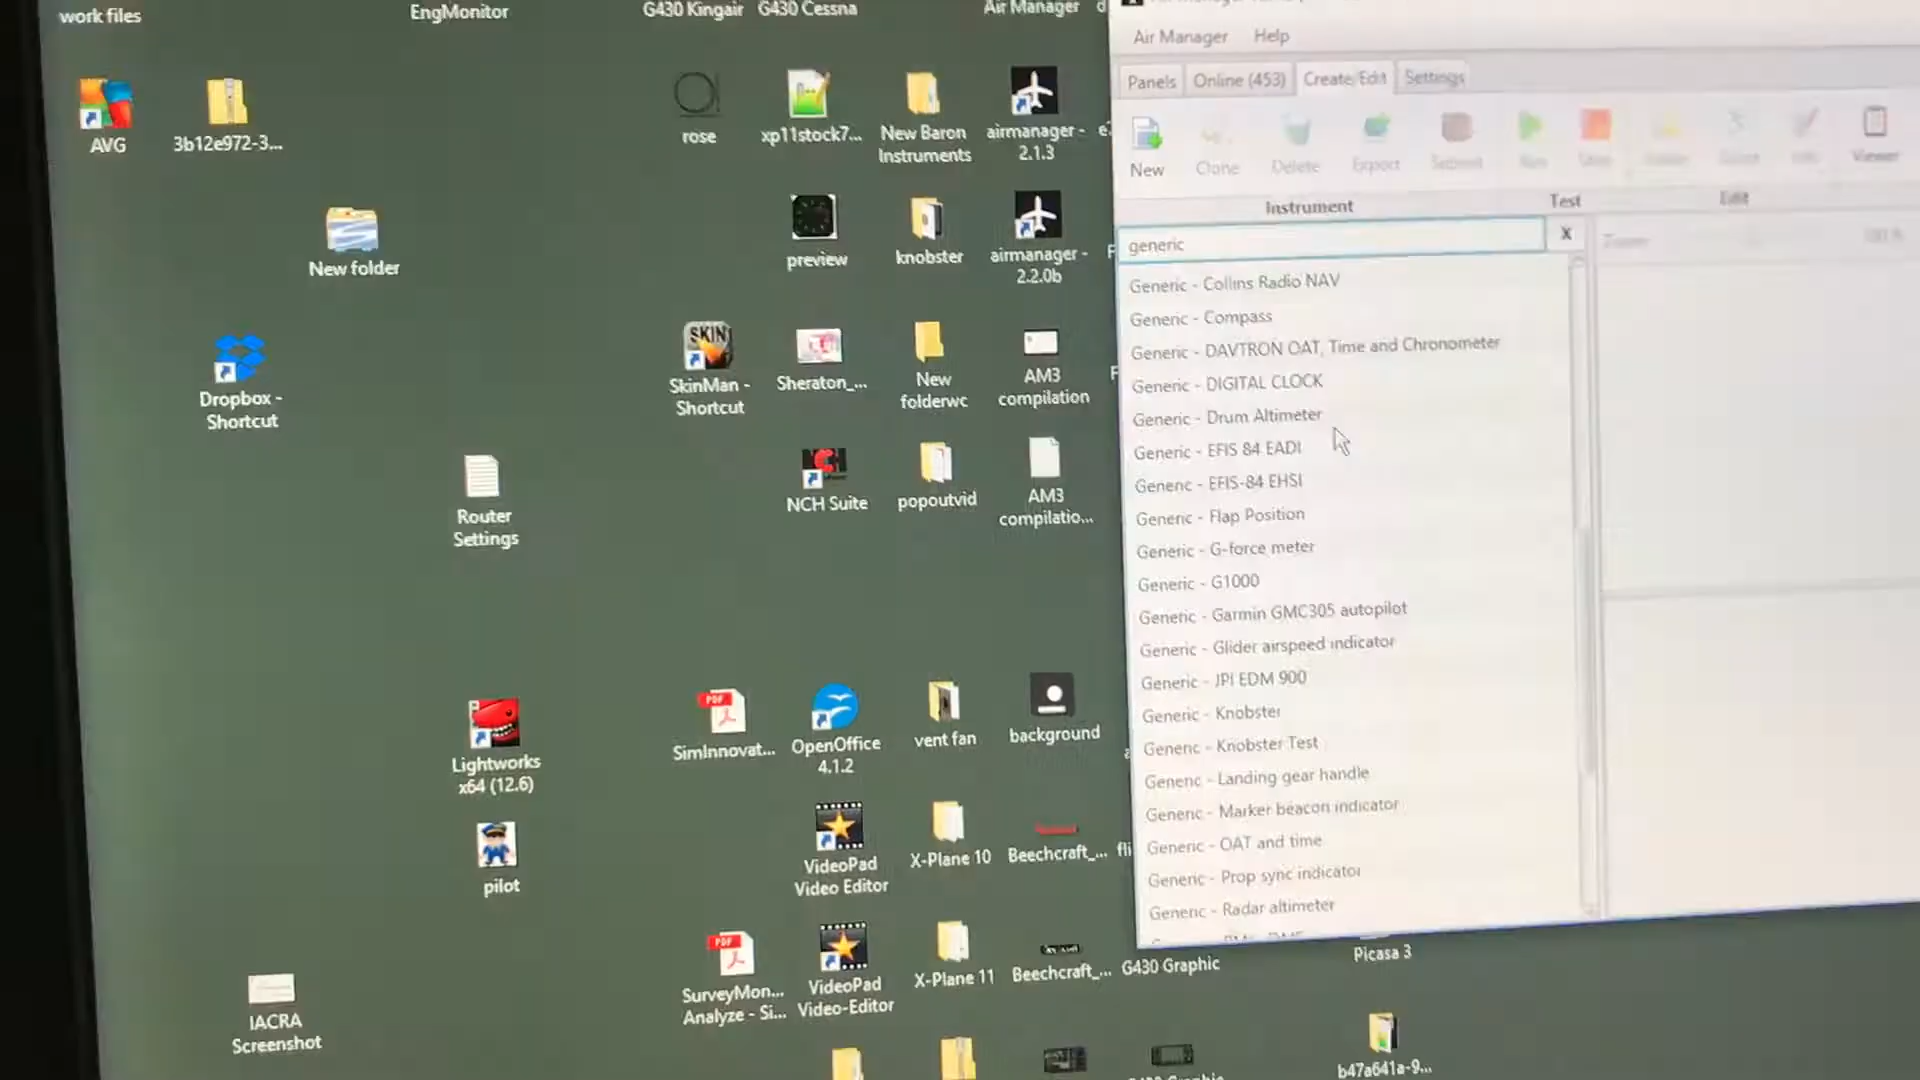 work files
EngMonitor
G430 Kingair
G430 Cessna
Air Manager
AVG
3b12e972-3...
rose
xp11stock7...
New Baron
Instruments
airmanager -
2.1.3
New folder
preview
knobster
airmanager -
2.2.0b
Dropbox -
Shortcut
SKIN
SkinMan -
Shortcut
Sheraton_...
New
folderwc
AM3
compilation
Router
Settings
NCH Suite
popoutvid
AM3
compilatio...
Lightworks
x64 (12.6)
PDF
SimInnovat...
OpenOffice
4.1.2
vent fan
background
pilot
VideoPad
Video Editor
X-Plane 10
Beechcraft_...
IACRA
Screenshot
PDF
SurveyMon...
Analyze - Si...
VideoPad
Video-Editor
X-Plane 11
Beechcraft_...
G430 Graphic
Picasa 3
b47a641a-9...
Air Manager
Help
Panels
Online (453)
Create/Edit
Settings
New
Clone
Delete
Export
Submit
Viewer
Instrument
Test
Edit
generic
X
Generic - Collins Radio NAV
Generic - Compass
Generic - DAVTRON OAT, Time and Chronometer
Generic - DIGITAL CLOCK
Generic - Drum Altimeter
Generic - EFIS 84 EADI
Generic - EFIS-84 EHSI
Generic - Flap Position
Generic - G-force meter
Generic - G1000
Generic - Garmin GMC305 autopilot
Generic - Glider airspeed indicator
Generic - JPI EDM 900
Generic - Knobster
Generic - Knobster Test
Generic - Landing gear handle
Generic - Marker beacon indicator
Generic - OAT and time
Generic - Prop sync indicator
Generic - Radar altimeter